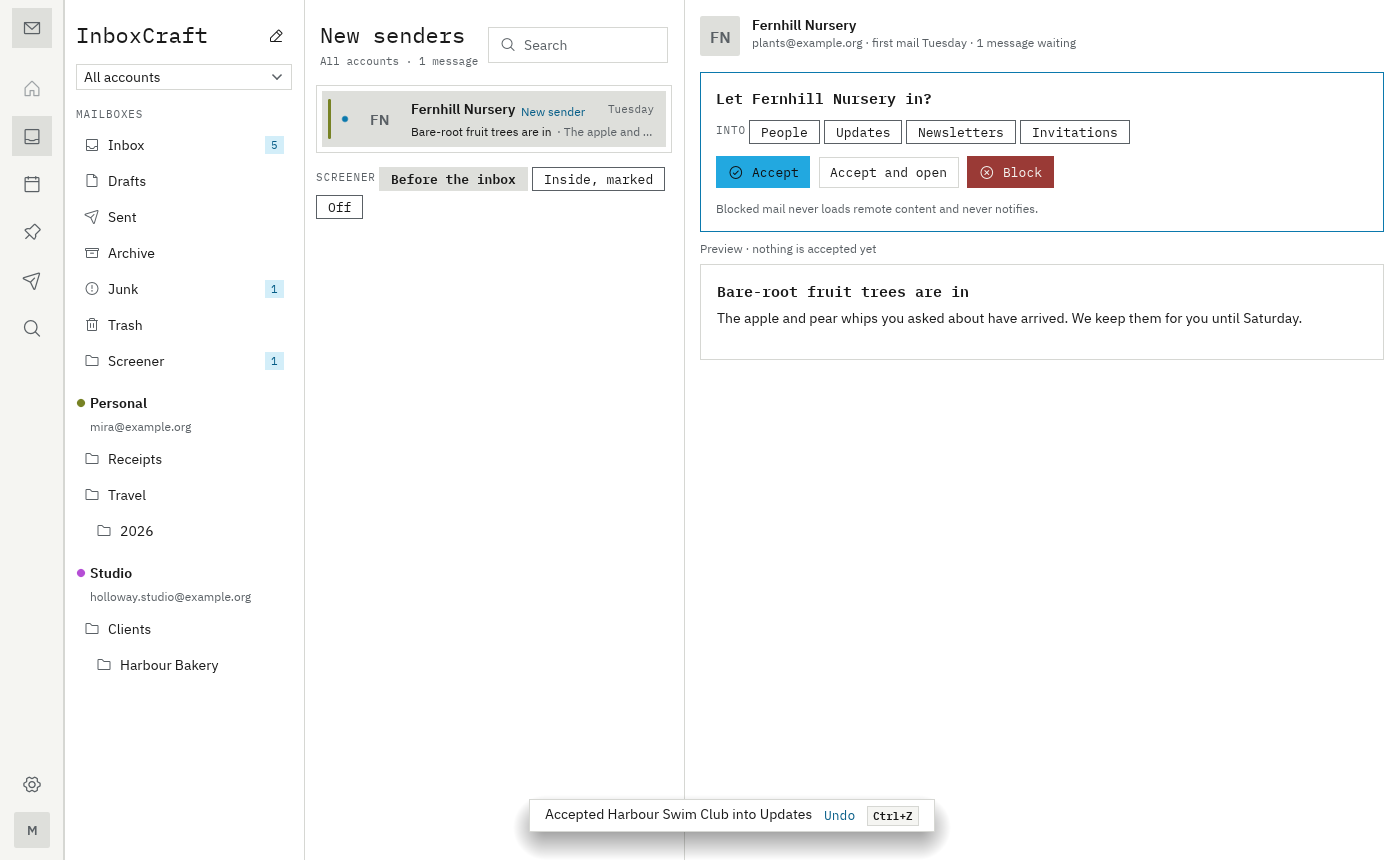 InboxCraft
All accounts
MAILBOXES
Inbox 5
Drafts
Sent
Archive
Junk 1
Trash
Screener 1
Personal
mira@example.org
Receipts
Travel
2026
Studio
holloway.studio@example.org
Clients
Harbour Bakery
M
New senders
All accounts · 1 message
Search
FN
Fernhill Nursery New sender Tuesday
Bare-root fruit trees are in · The apple and ...
SCREENER Before the inbox Inside, marked
Off
FN
Fernhill Nursery
plants@example.org · first mail Tuesday · 1 message waiting
Let Fernhill Nursery in?
INTO People Updates Newsletters Invitations
Accept Accept and open Block
Blocked mail never loads remote content and never notifies.
Preview · nothing is accepted yet
Bare-root fruit trees are in
The apple and pear whips you asked about have arrived. We keep them for you until Saturday.
Accepted Harbour Swim Club into Updates Undo Ctrl+Z